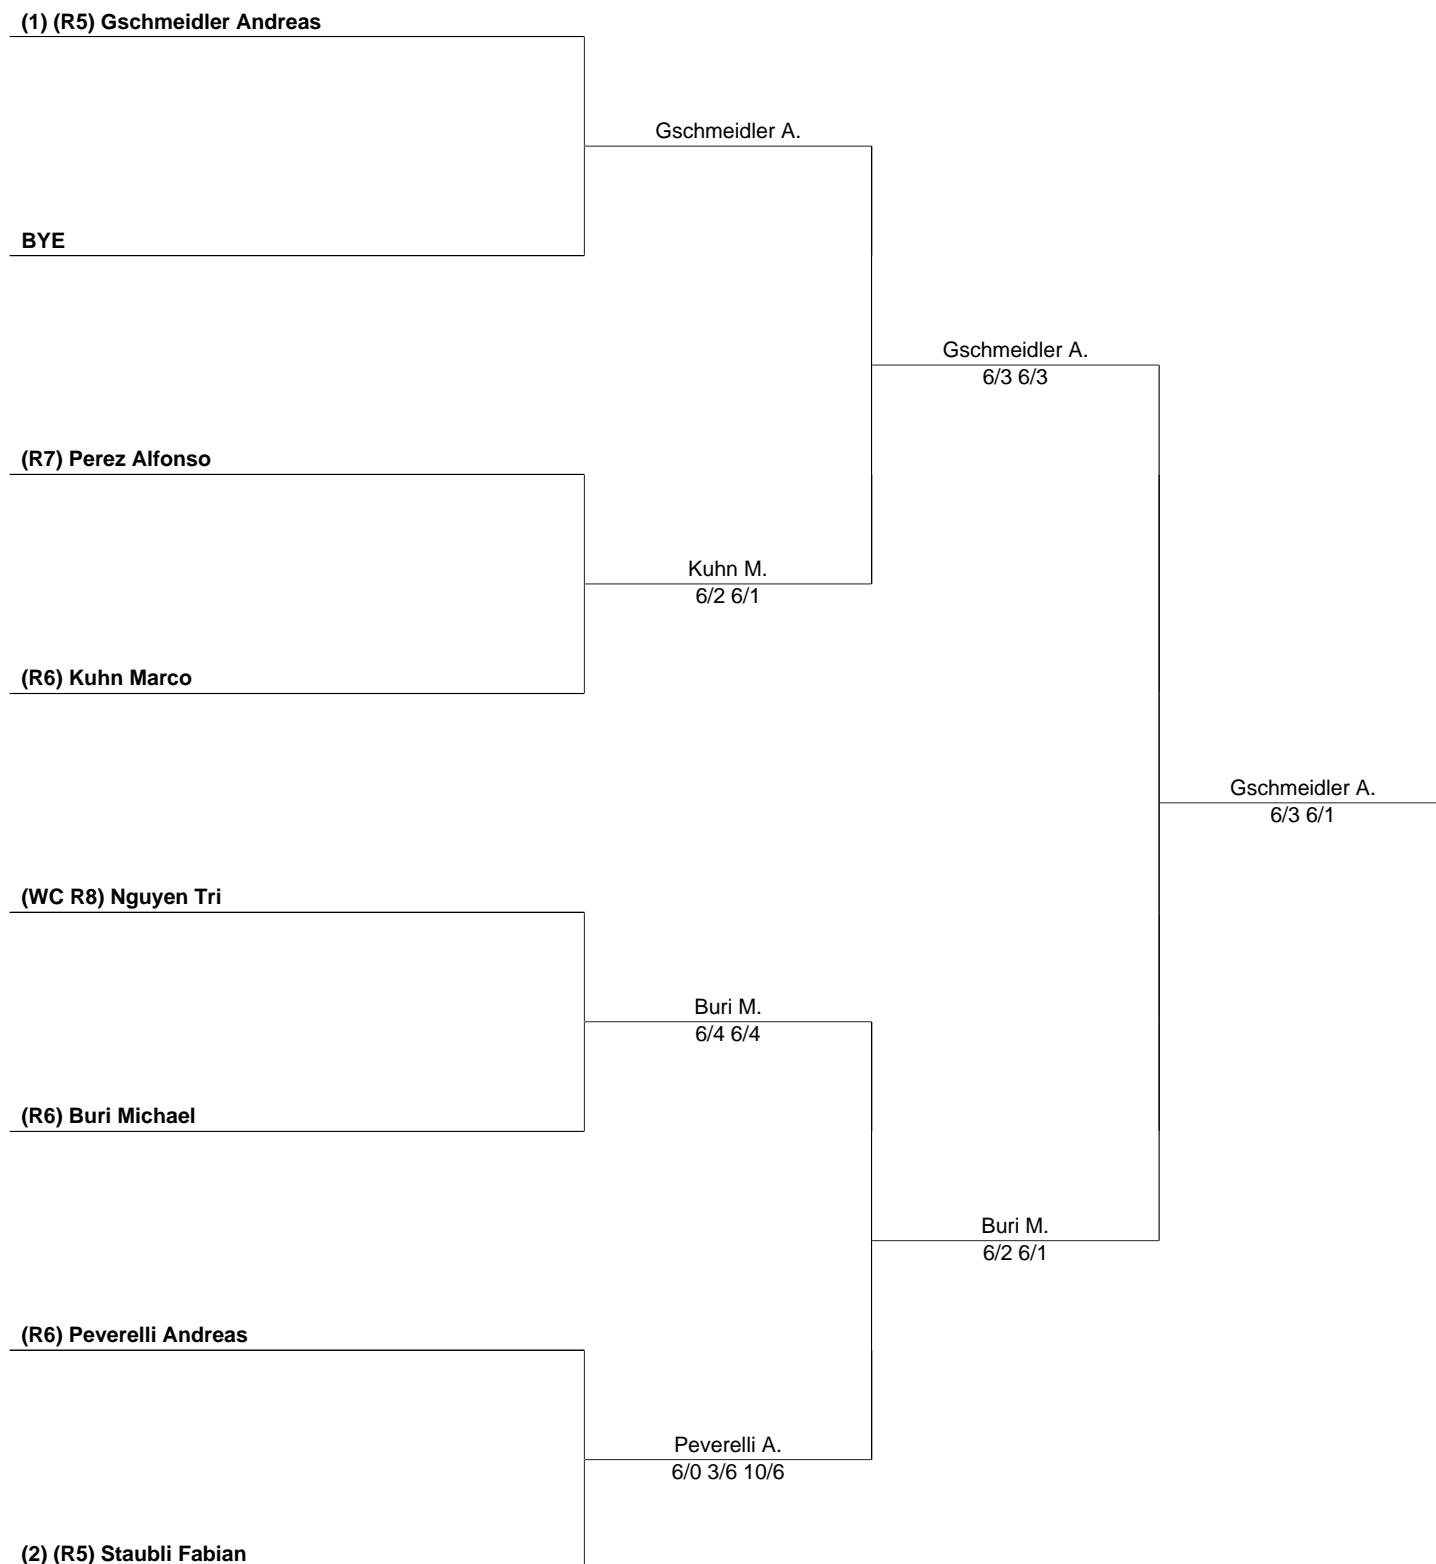 (1) (R5) Gschmeidler Andreas
Gschmeidler A.
BYE
Gschmeidler A.
6/3 6/3
(R7) Perez Alfonso
Kuhn M.
6/2 6/1
(R6) Kuhn Marco
Gschmeidler A.
6/3 6/1
(WC R8) Nguyen Tri
Buri M.
6/4 6/4
(R6) Buri Michael
Buri M.
6/2 6/1
(R6) Peverelli Andreas
Peverelli A.
6/0 3/6 10/6
(2) (R5) Staubli Fabian